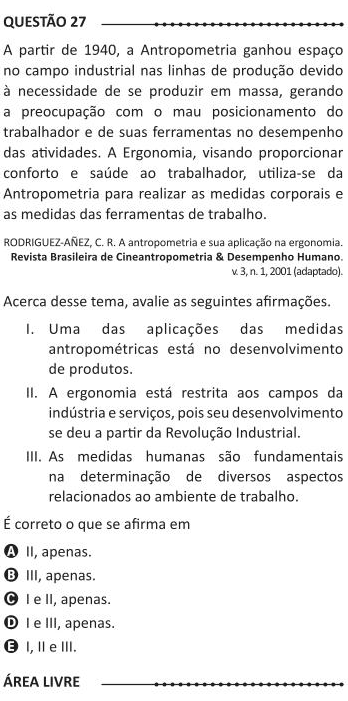 QUESTÃO 27
A partir de 1940, a Antropometria ganhou espaço
no campo industrial nas linhas de produção devido
à necessidade de se produzir em massa, gerando
a preocupação com o mau posicionamento do
trabalhador e de suas ferramentas no desempenho
das atividades. A Ergonomia, visando proporcionar
conforto e saúde ao trabalhador, utiliza-se da
Antropometria para realizar as medidas corporais e
as medidas das ferramentas de trabalho.
RODRIGUEZ-AÑEZ, C. R. A antropometria e sua aplicação na ergonomia.
Revista Brasileira de Cineantropometria & Desempenho Humano.
v. 3, n. 1, 2001 (adaptado).
Acerca desse tema, avalie as seguintes afirmações.
I. Uma das aplicações das medidas
antropométricas está no desenvolvimento
de produtos.
II. A ergonomia está restrita aos campos da
indústria e serviços, pois seu desenvolvimento
se deu a partir da Revolução Industrial.
III. As medidas humanas são fundamentais
na determinação de diversos aspectos
relacionados ao ambiente de trabalho.
É correto o que se afirma em
A II, apenas.
B III, apenas.
C I e II, apenas.
D I e III, apenas.
E I, II e III.
ÁREA LIVRE